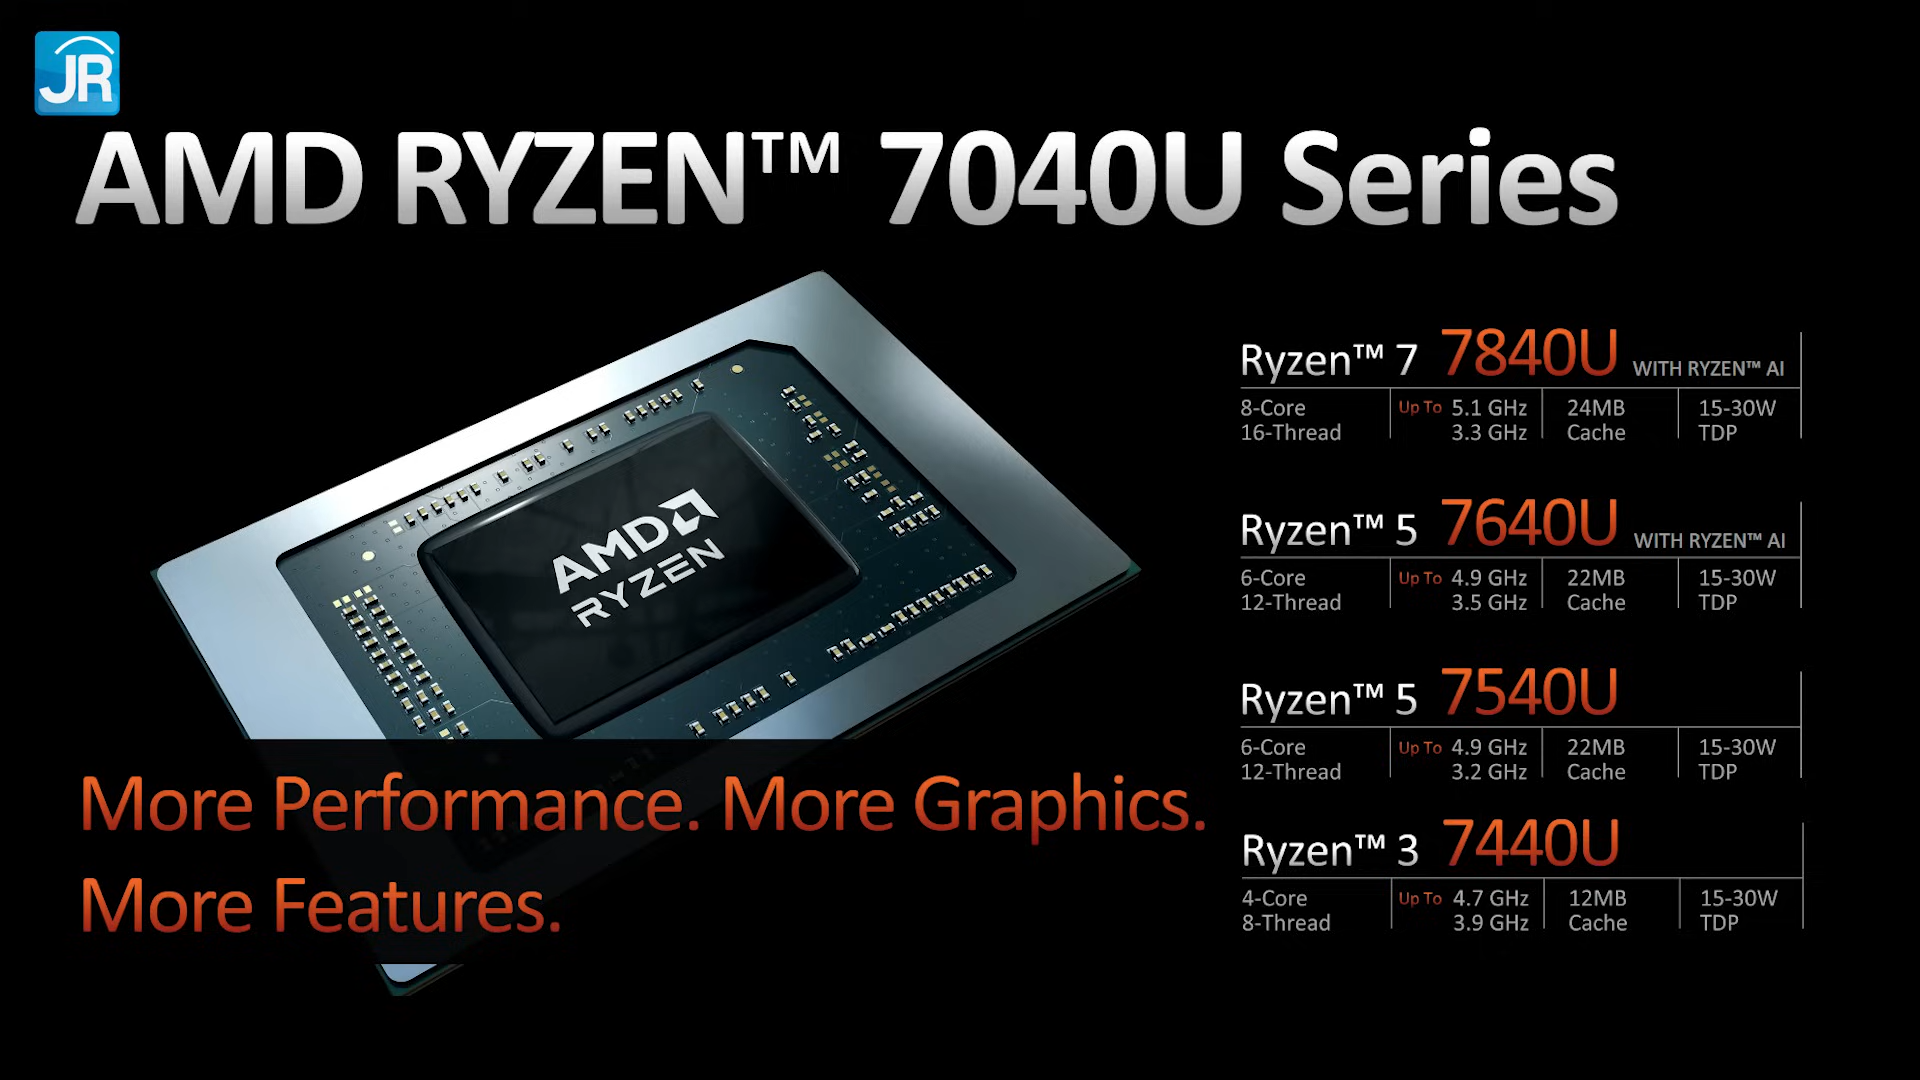 JR
AMD RYZEN™ 7040U Series
AMD
RYZEN
More Performance. More Graphics.
More Features.
Ryzen™ 7 7840U WITH RYZEN™ AI
8-Core Up To 5.1 GHz 24MB 15-30W
16-Thread 3.3 GHz Cache TDP
Ryzen™ 5 7640U WITH RYZEN™ AI
6-Core Up To 4.9 GHz 22MB 15-30W
12-Thread 3.5 GHz Cache TDP
Ryzen™ 5 7540U
6-Core Up To 4.9 GHz 22MB 15-30W
12-Thread 3.2 GHz Cache TDP
Ryzen™ 3 7440U
4-Core Up To 4.7 GHz 12MB 15-30W
8-Thread 3.9 GHz Cache TDP